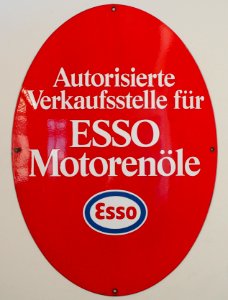 Autorisierte
Verkaufsstelle für
ESSO
Motorenöle
Esso